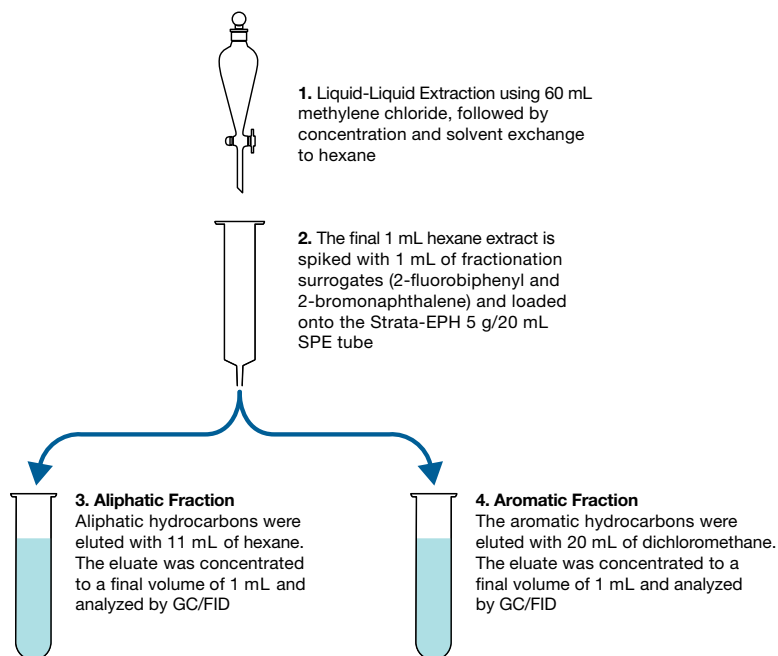 1. Liquid-Liquid Extraction using 60 mL
methylene chloride, followed by
concentration and solvent exchange
to hexane
2. The final 1 mL hexane extract is
spiked with 1 mL of fractionation
surrogates (2-fluorobiphenyl and
2-bromonaphthalene) and loaded
onto the Strata-EPH 5 g/20 mL
SPE tube
3. Aliphatic Fraction
Aliphatic hydrocarbons were
eluted with 11 mL of hexane.
The eluate was concentrated
to a final volume of 1 mL and
analyzed by GC/FID
4. Aromatic Fraction
The aromatic hydrocarbons were
eluted with 20 mL of dichloromethane.
The eluate was concentrated to a
final volume of 1 mL and analyzed
by GC/FID